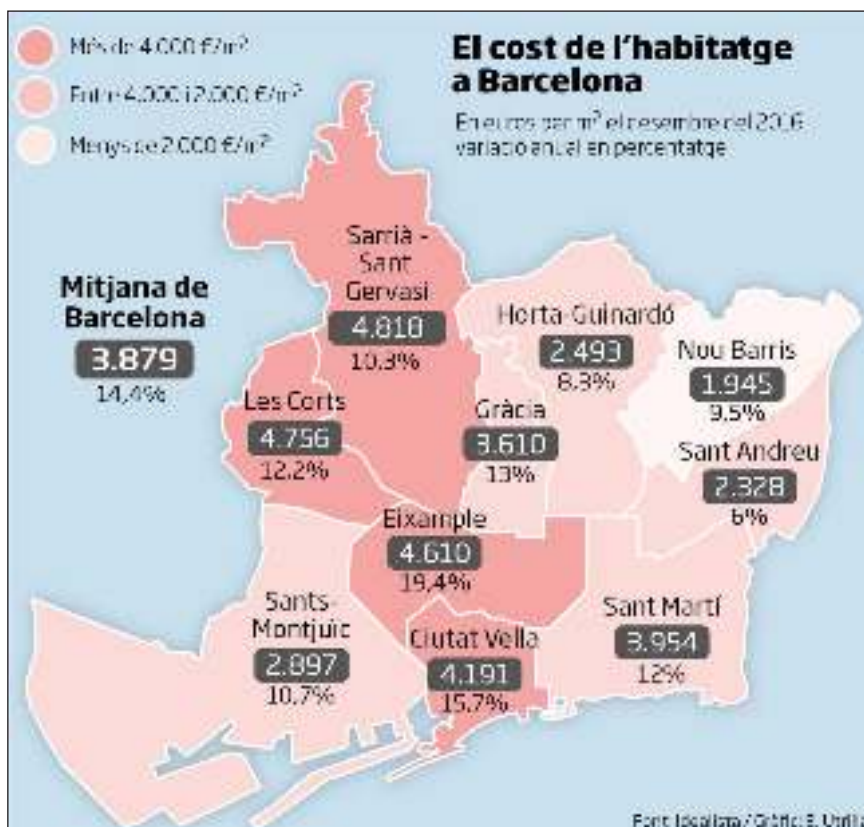 Més de 4.000 €/m²
Entre 4.000 i 2.000 €/m²
Menys de 2.000 €/m²
El cost de l'habitatge
a Barcelona
En euros per m² el desembre del 2016
variació anual en percentatge
Mitjana de
Barcelona
3.879
14,4%
Sarrià -
Sant
Gervasi
4.818
10,3%
Horta-Guinardó
2.493
8,3%
Nou Barris
1.945
9,5%
Les Corts
4.756
12,2%
Gràcia
3.610
13%
Sant Andreu
2.328
6%
Eixample
4.610
19,4%
Sants-
Montjuïc
2.897
10,7%
Ciutat Vella
4.191
15,7%
Sant Martí
3.954
12%
Font: Idealista / Gràfic: E. Utrilla